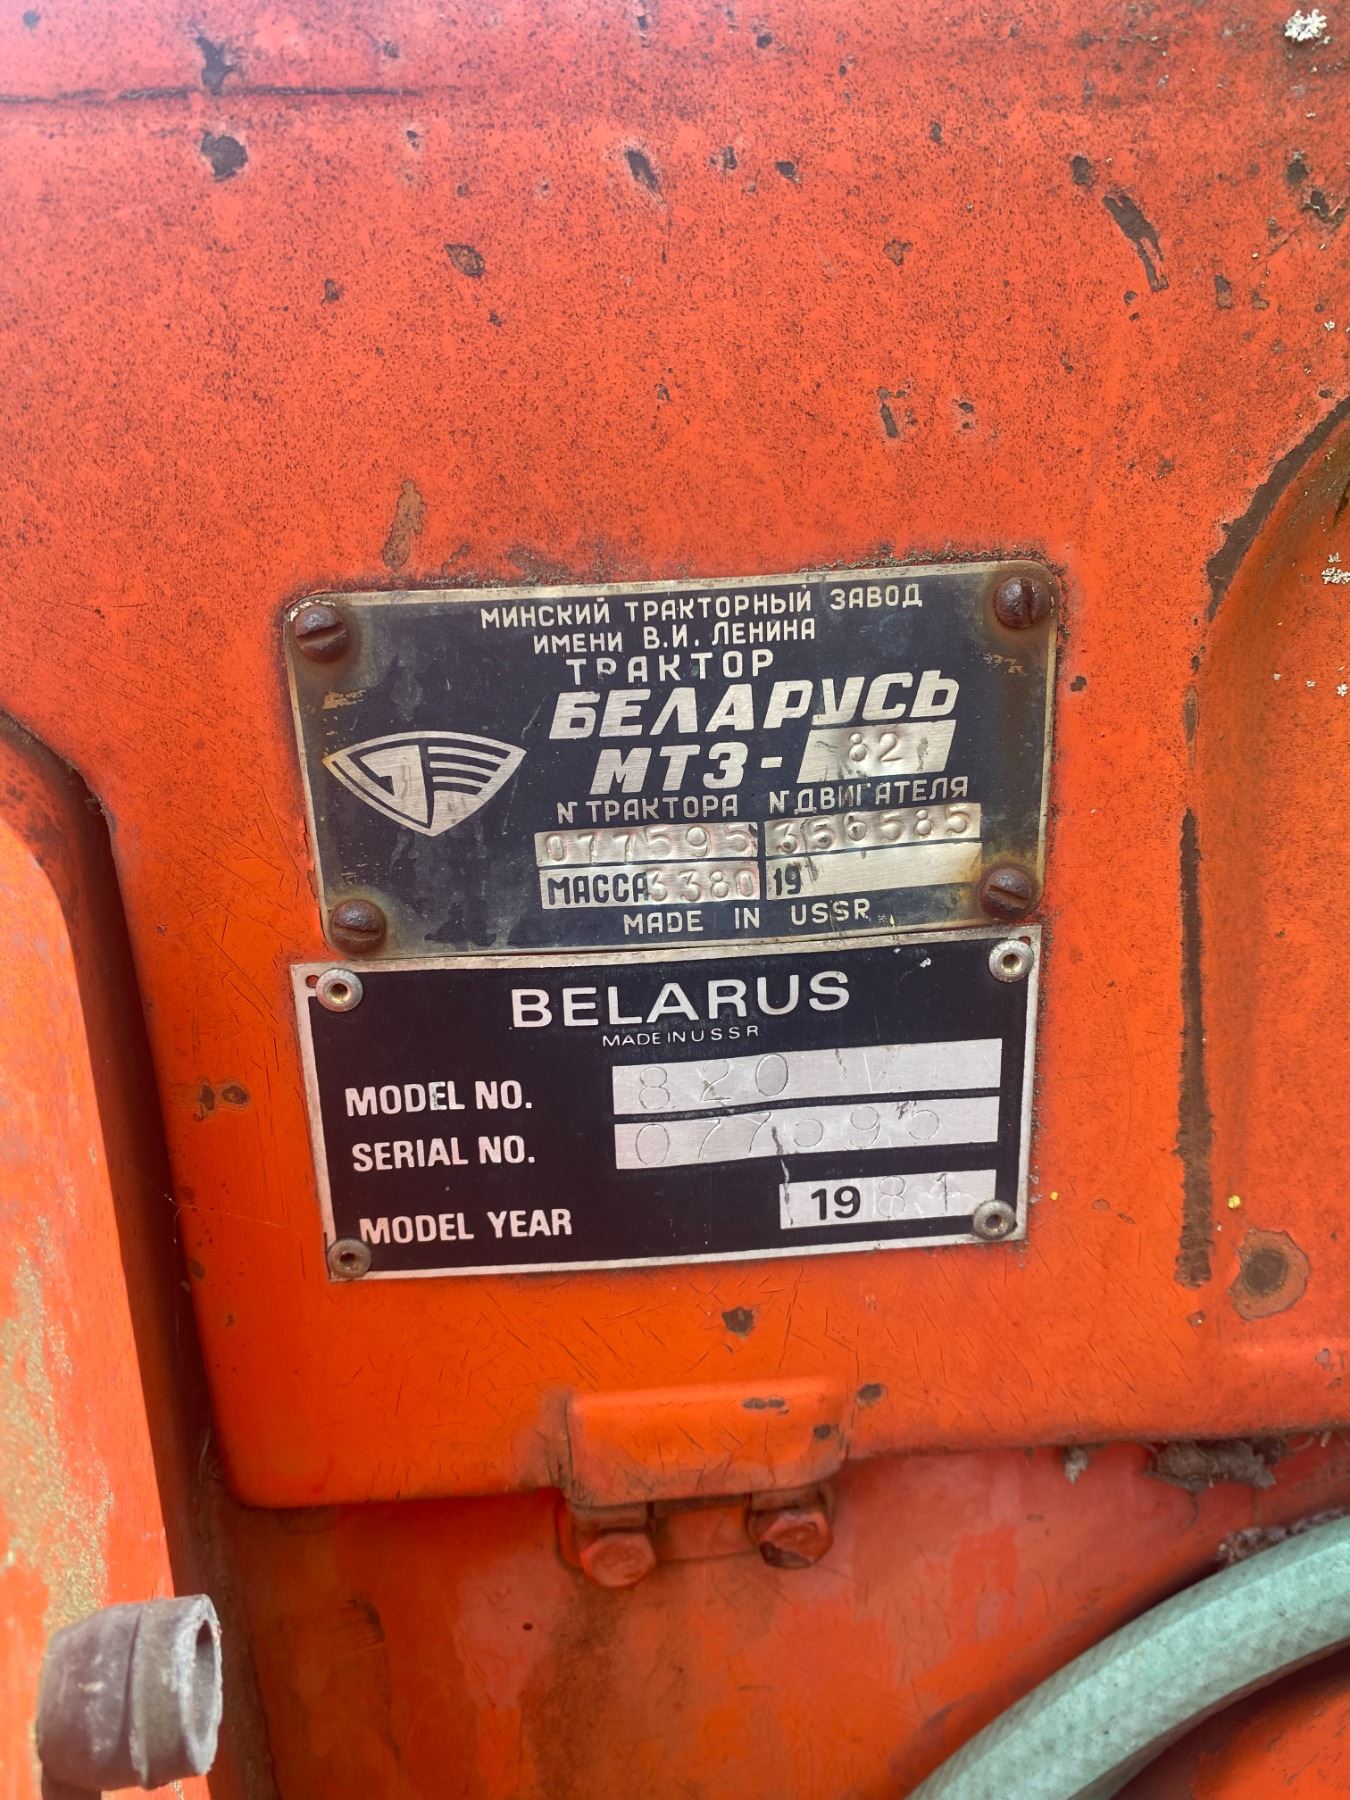 МИНСКИЙ ТРАКТОРНЫЙ ЗАВОД
ИМЕНИ В.И. ЛЕНИНА
ТРАКТОР
БЕЛАРУСЬ
МТЗ-82
N ТРАКТОРА N ДВИГАТЕЛЯ
077595 356585
МАССА 3380 19
MADE IN USSR
BELARUS
MADE IN U S S R
MODEL NO. 820
SERIAL NO. 077595
MODEL YEAR 1981